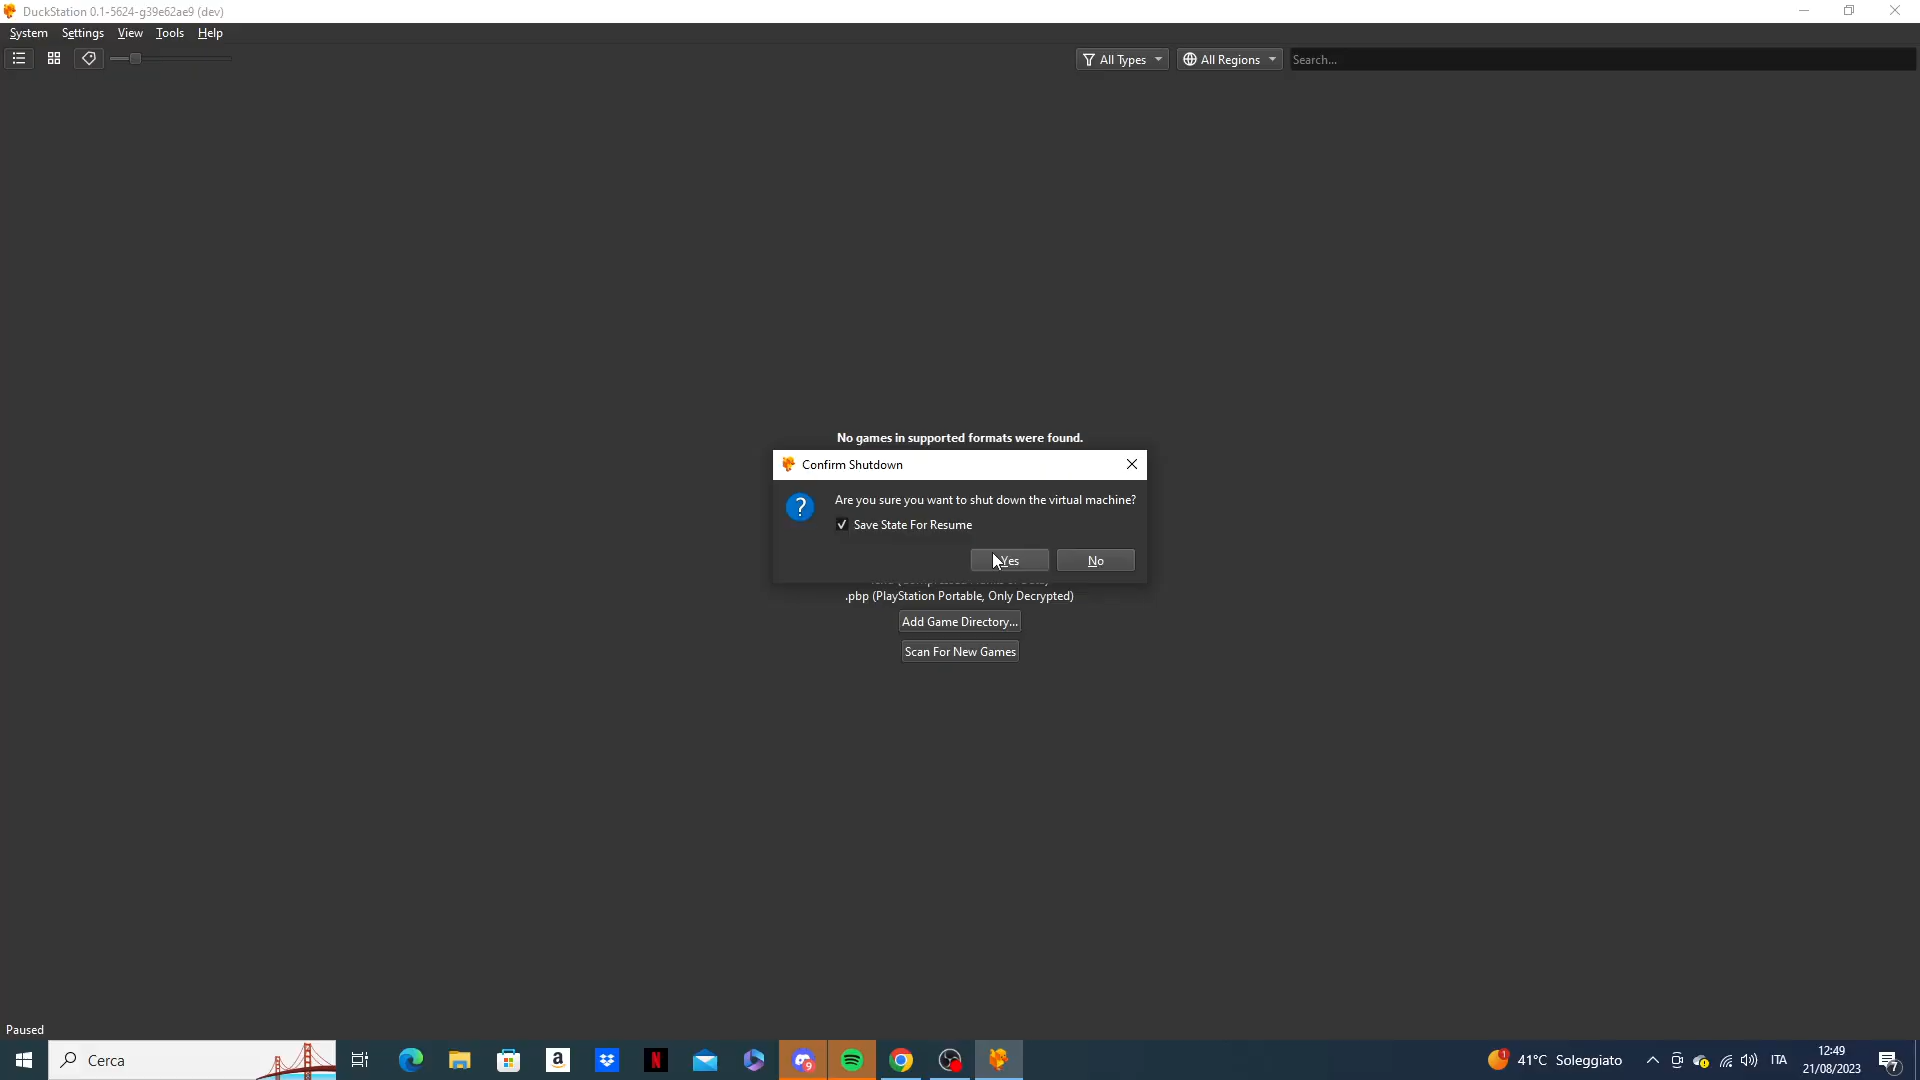 DuckStation 0.1-5624-g39e62ae9 (dev)
System Settings View Tools Help
All Types All Regions Search...
No games in supported formats were found.
Confirm Shutdown
Are you sure you want to shut down the virtual machine?
Save State For Resume
Yes No
.pbp (PlayStation Portable, Only Decrypted)
Add Game Directory...
Scan For New Games
Paused
Cerca
41°C Soleggiato
ITA
12:49
21/08/2023